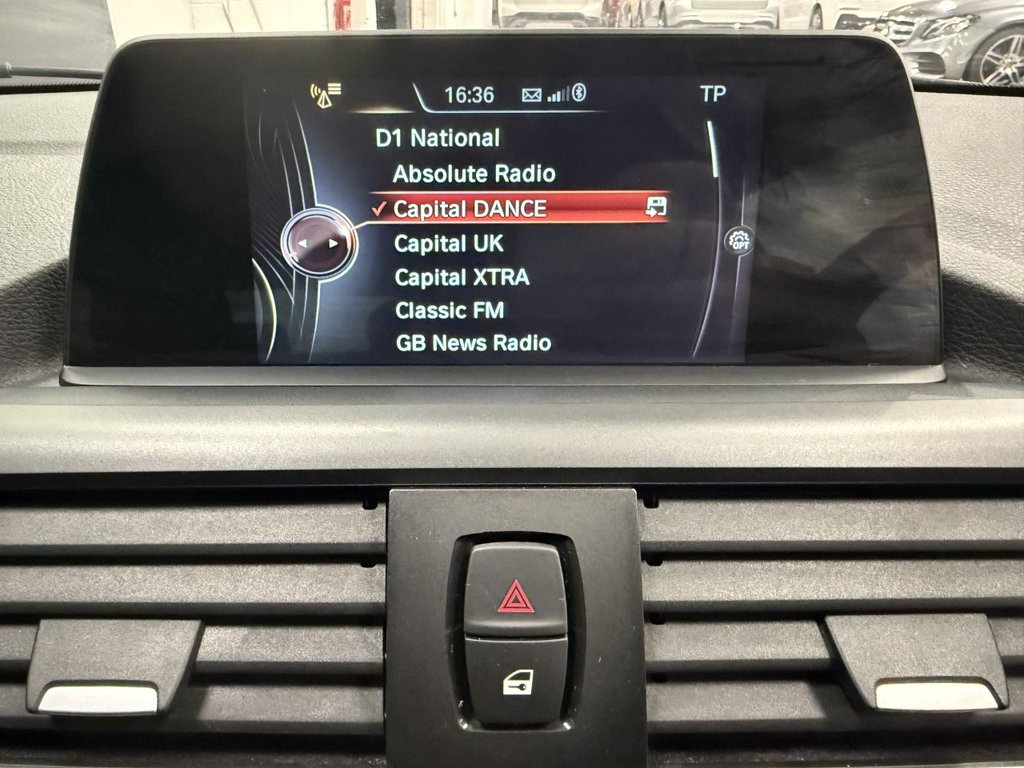 16:36
TP
D1 National
Absolute Radio
Capital DANCE
Capital UK
OPT
Capital XTRA
Classic FM
GB News Radio